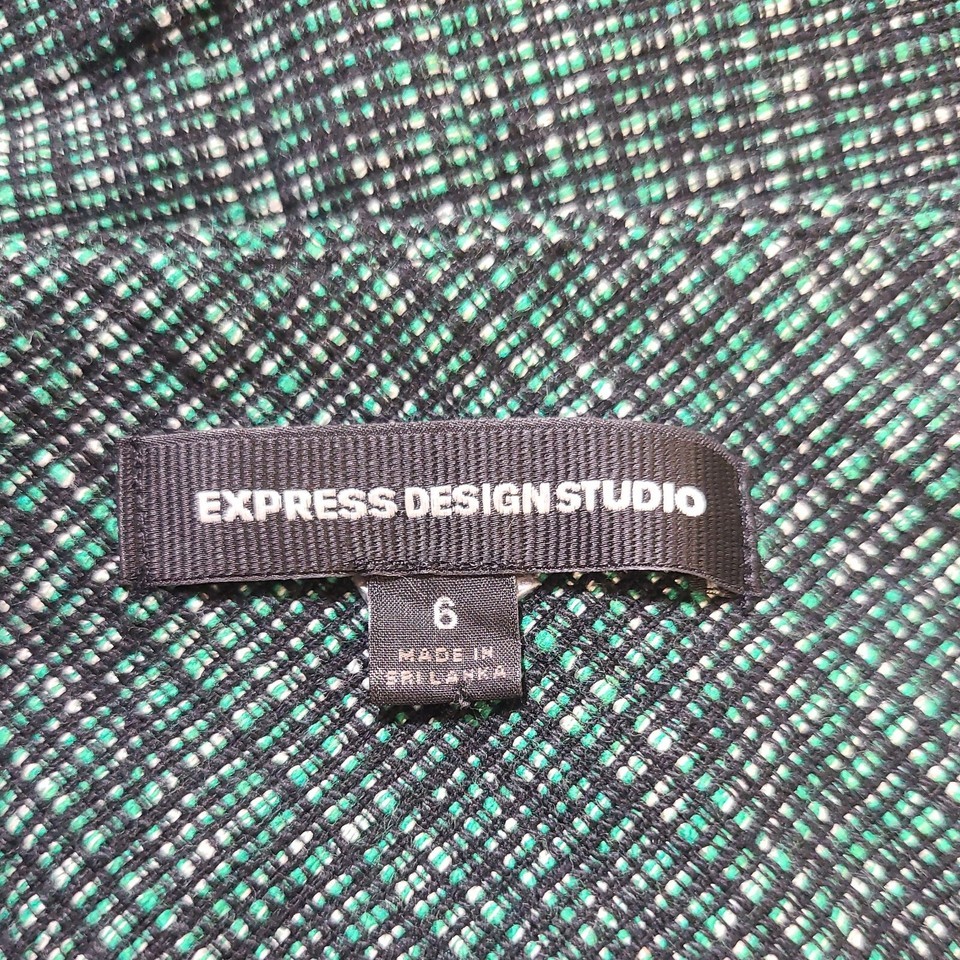 EXPRESS DESIGN STUDIO
6
MADE IN
SRI LANKA